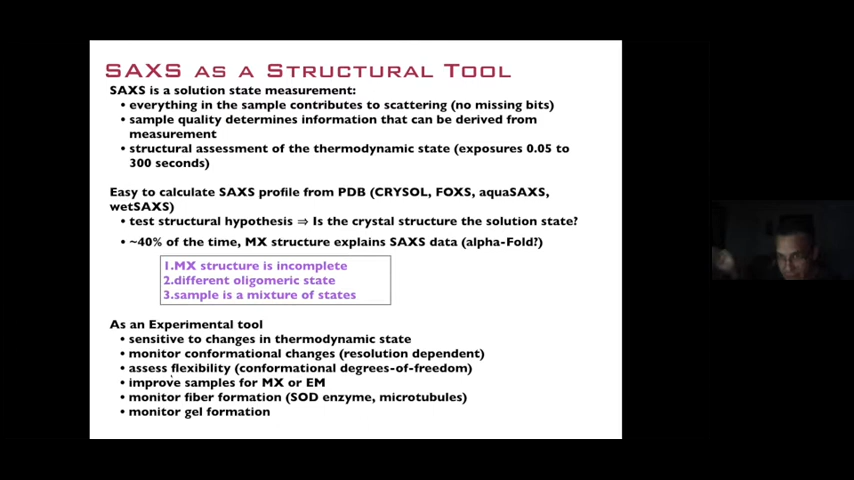 SAXS AS A STRUCTURAL TOOL
SAXS is a solution state measurement:
• everything in the sample contributes to scattering (no missing bits)
• sample quality determines information that can be derived from
measurement
• structural assessment of the thermodynamic state (exposures 0.05 to
300 seconds)
Easy to calculate SAXS profile from PDB (CRYSOL, FOXS, aquaSAXS,
wetSAXS)
• test structural hypothesis ⇒ Is the crystal structure the solution state?
• ~40% of the time, MX structure explains SAXS data (alpha-Fold?)
1.MX structure is incomplete
2.different oligomeric state
3.sample is a mixture of states
As an Experimental tool
• sensitive to changes in thermodynamic state
• monitor conformational changes (resolution dependent)
• assess flexibility (conformational degrees-of-freedom)
• improve samples for MX or EM
• monitor fiber formation (SOD enzyme, microtubules)
• monitor gel formation